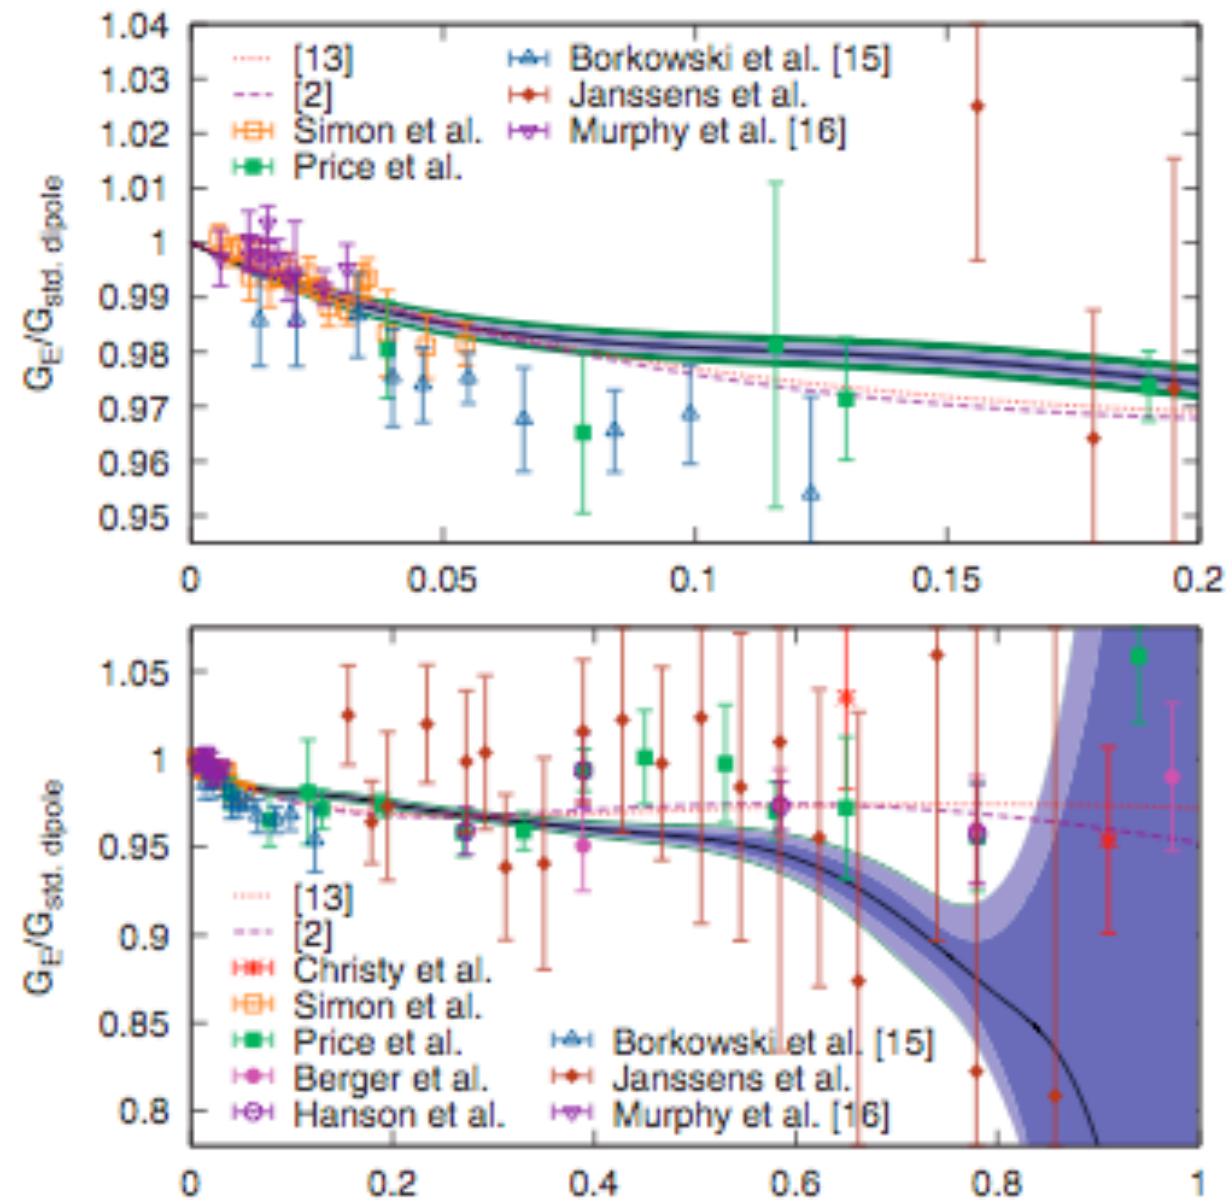 1.04
1.03
1.02
1.01
1
0.99
0.98
0.97
0.96
0.95
G_E/G_std. dipole
[13]
[2]
Simon et al.
Price et al.
Borkowski et al. [15]
Janssens et al.
Murphy et al. [16]
0 0.05 0.1 0.15 0.2
1.05
1
0.95
0.9
0.85
0.8
G_E/G_std. dipole
[13]
[2]
Christy et al.
Simon et al.
Price et al.
Berger et al.
Hanson et al.
Borkowski et al. [15]
Janssens et al.
Murphy et al. [16]
0 0.2 0.4 0.6 0.8 1